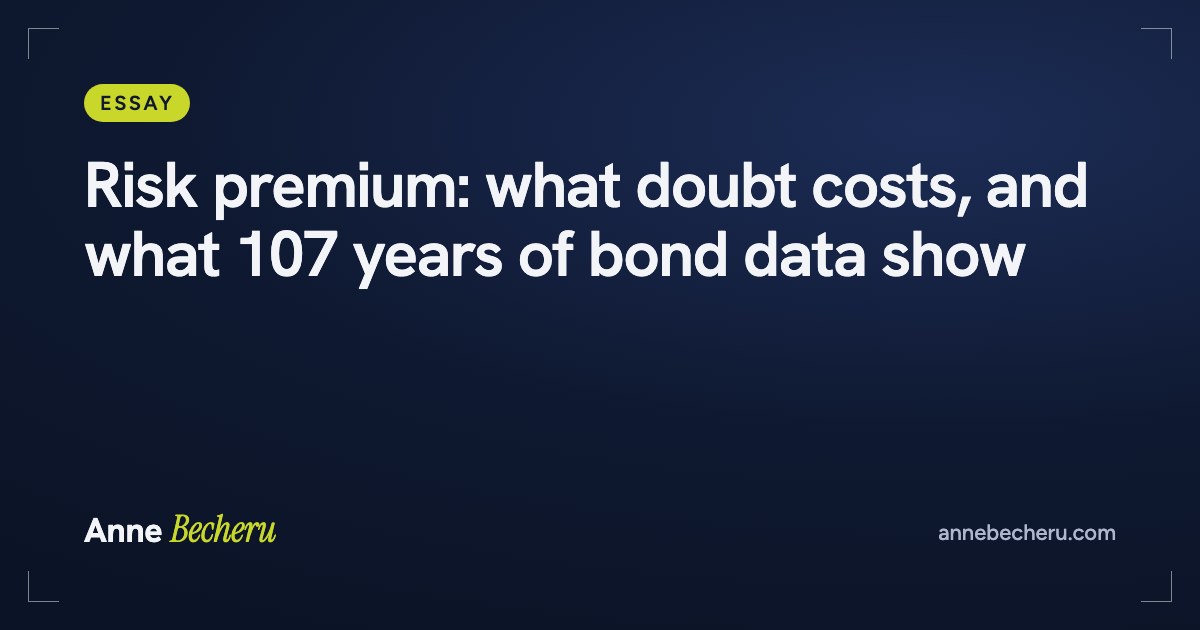 ESSAY
Risk premium: what doubt costs, and
what 107 years of bond data show
Anne Becheru
annebecheru.com